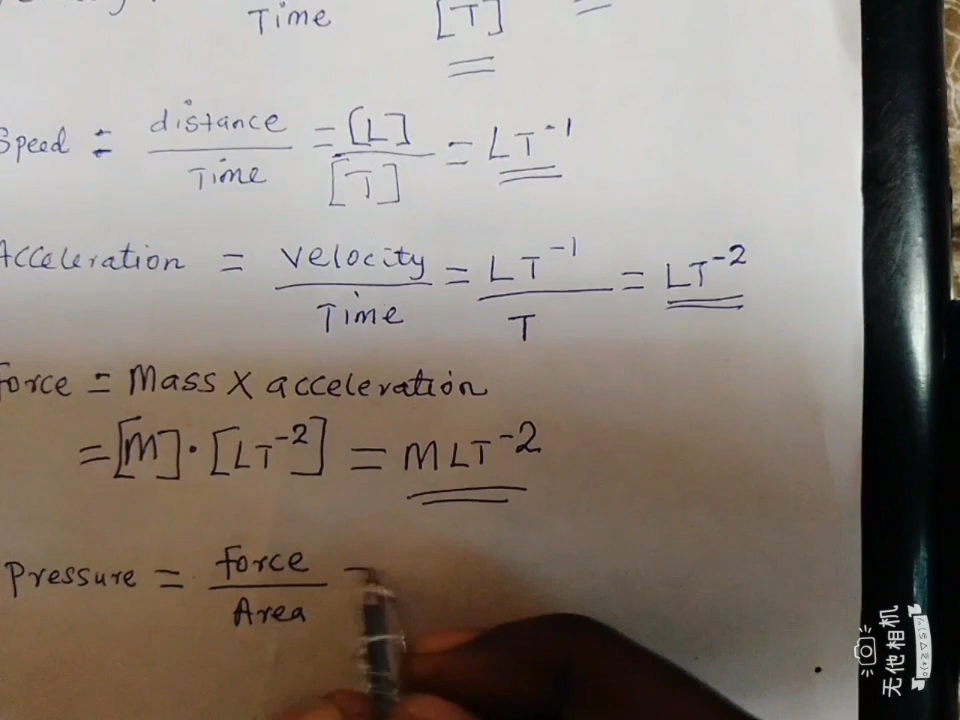 Time [T]
Speed = distance/Time = [L]/[T] = LT⁻¹
Acceleration = velocity/Time = LT⁻¹/T = LT⁻²
Force = Mass X acceleration
= [M] · [LT⁻²] = MLT⁻²
Pressure = Force/Area
无他相机